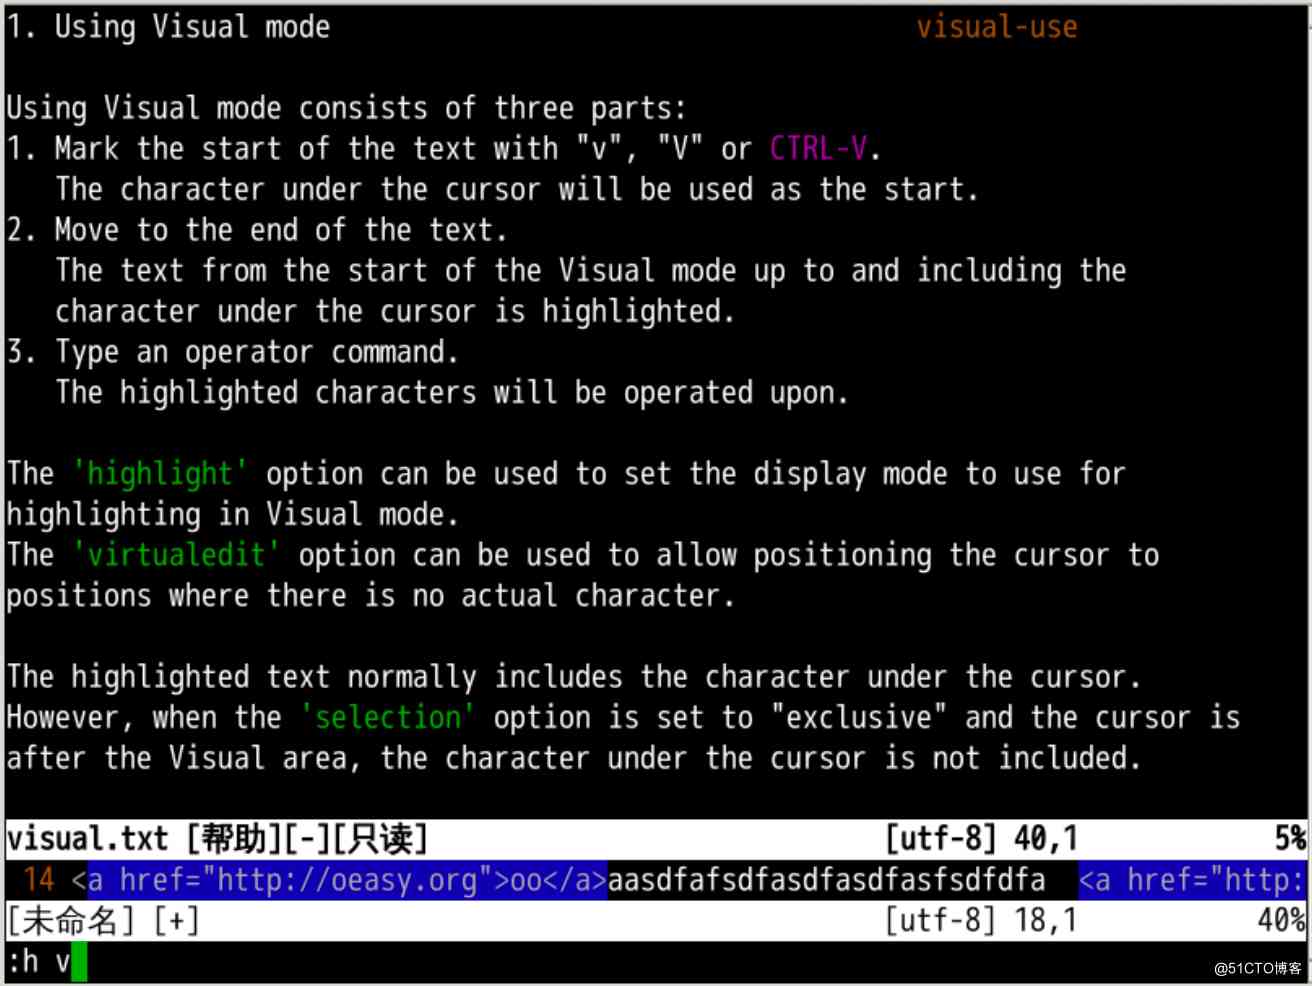 1. Using Visual mode visual-use
Using Visual mode consists of three parts:
1. Mark the start of the text with "v", "V" or CTRL-V.
The character under the cursor will be used as the start.
2. Move to the end of the text.
The text from the start of the Visual mode up to and including the
character under the cursor is highlighted.
3. Type an operator command.
The highlighted characters will be operated upon.
The 'highlight' option can be used to set the display mode to use for
highlighting in Visual mode.
The 'virtualedit' option can be used to allow positioning the cursor to
positions where there is no actual character.
The highlighted text normally includes the character under the cursor.
However, when the 'selection' option is set to "exclusive" and the cursor is
after the Visual area, the character under the cursor is not included.
visual.txt [帮助][-][只读] [utf-8] 40,1 5%
14 <a href="http://oeasy.org">oo</a>aasdfafsdfasdfasdfasfsdfdfa <a href="http:
[未命名] [+] [utf-8] 18,1 40%
:h v
@51CTO博客